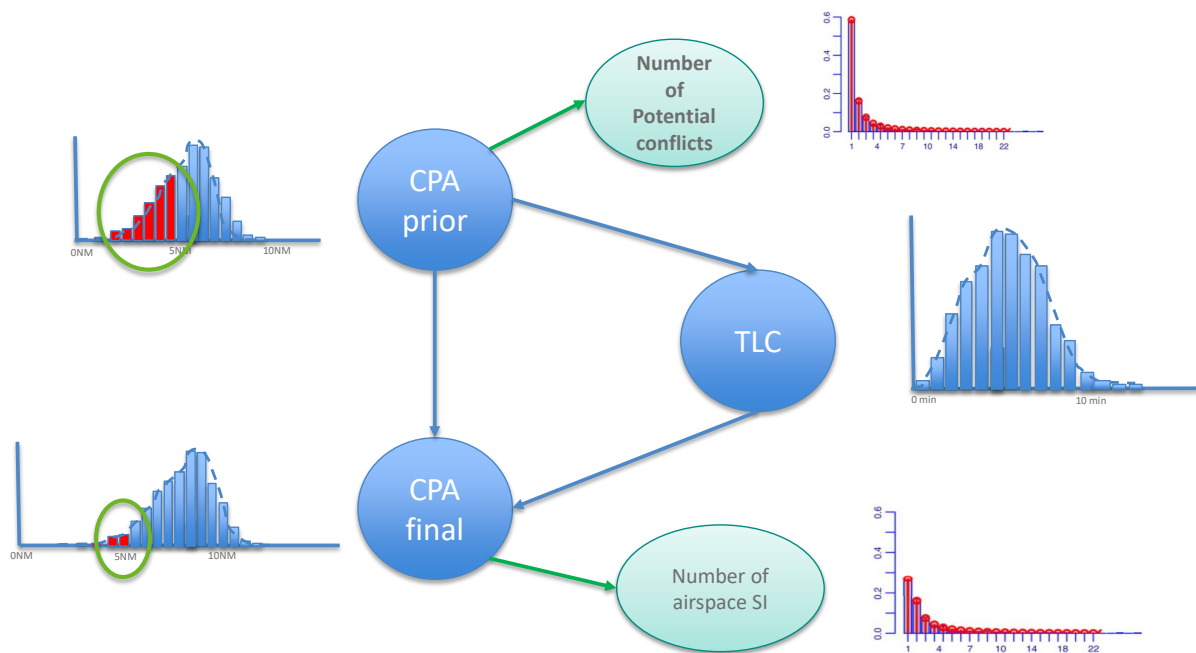 Number
of
Potential
conflicts
0.6
0.4
0.2
0.0
1 4 7 10 14 18 22
CPA
prior
0NM 5NM 10NM
TLC
0 min 10 min
CPA
final
0NM 5NM 10NM
Number of
airspace SI
0.6
0.4
0.2
0.0
1 4 7 10 14 18 22